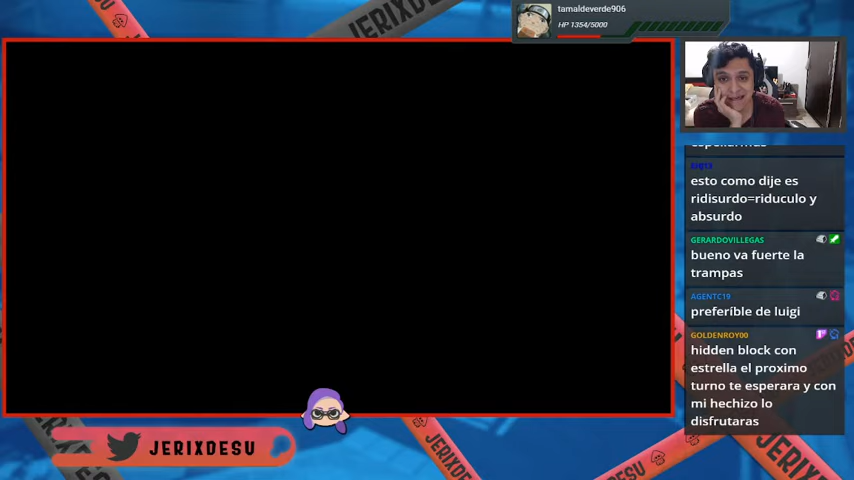 tamaldeverde906
HP 1354/5000
esto como dije es
ridisurdo=riduculo y
absurdo
GERARDOVILLEGAS
bueno va fuerte la
trampas
AGENTC19
preferíble de luigi
GOLDENROY00
hidden block con
estrella el proximo
turno te esperara y con
mi hechizo lo
disfrutaras
JERIXDESU